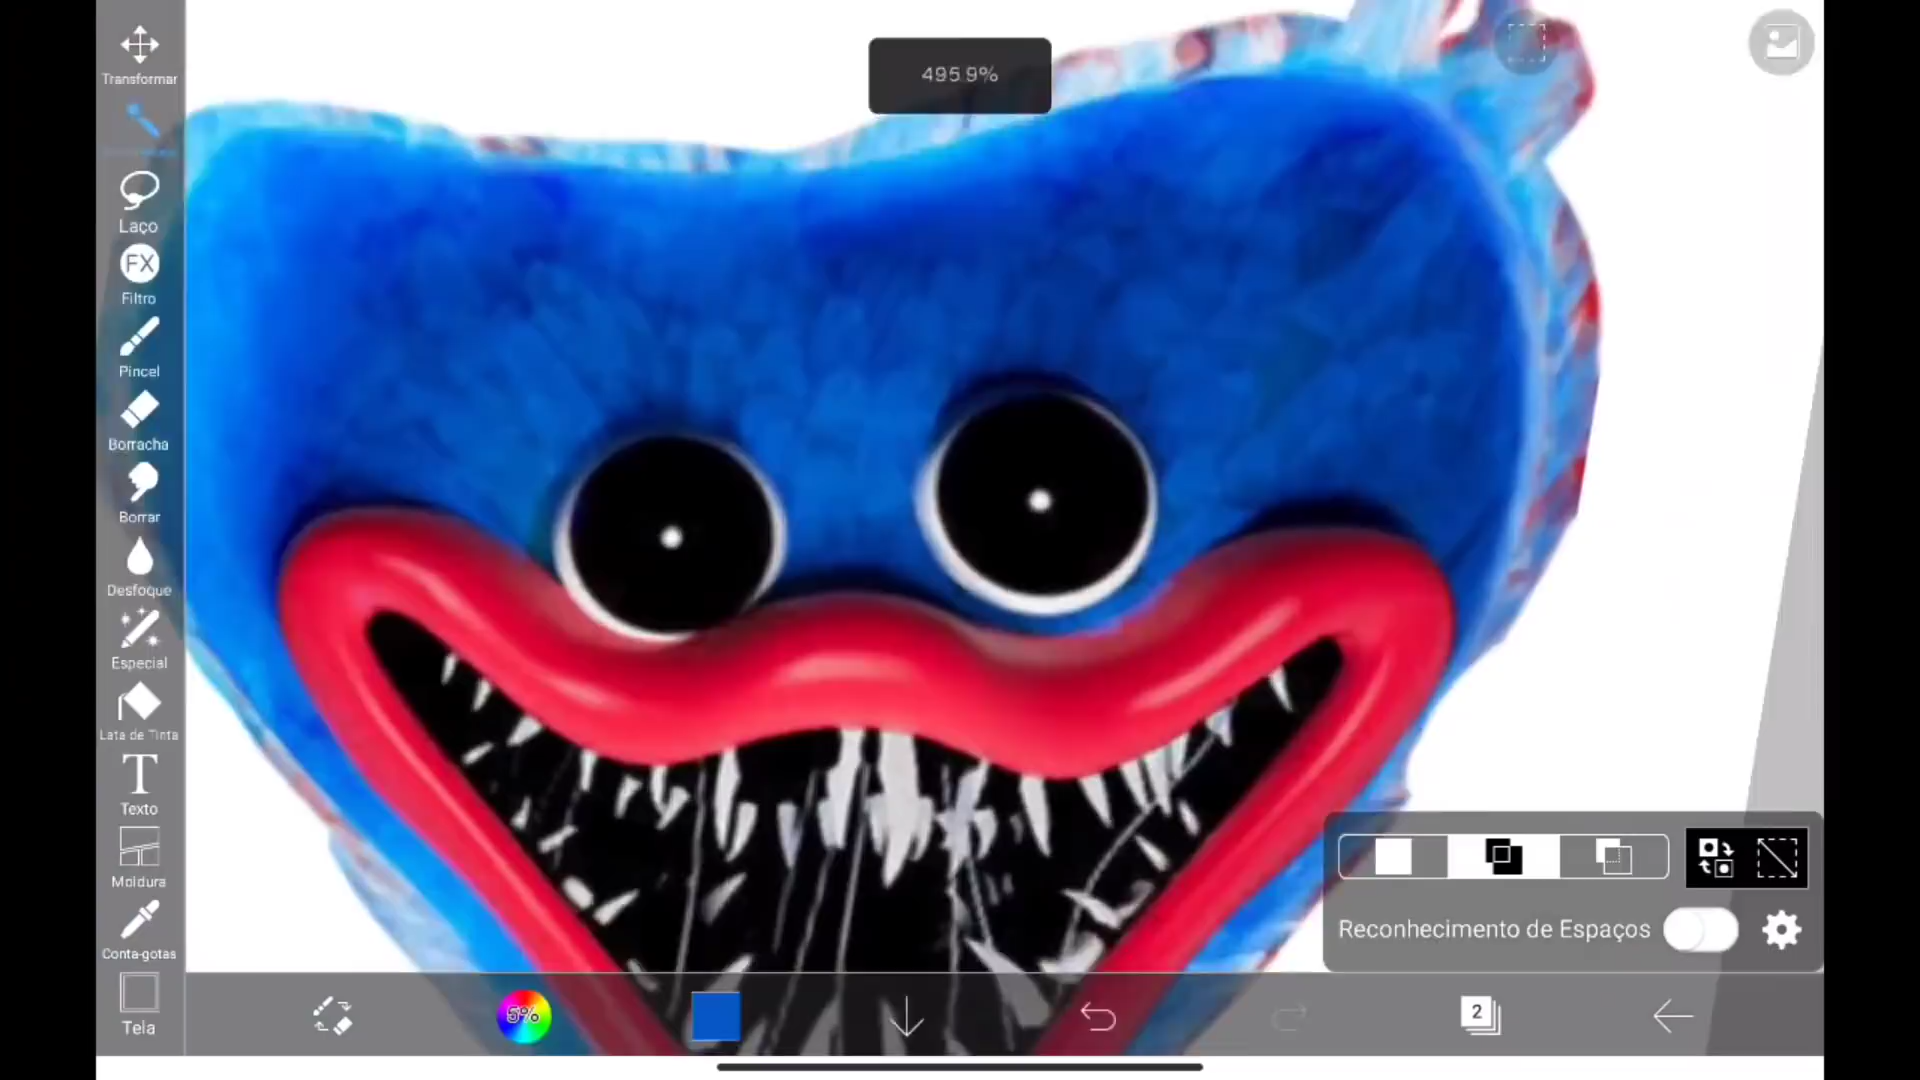 495.9%
Transformar
Laço
FX
Filtro
Pincel
Borracha
Borrar
Desfoque
Especial
Lata de Tinta
T
Texto
Moldura
Conta-gotas
Tela
Reconhecimento de Espaços
5%
2